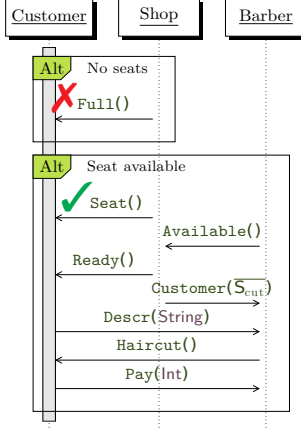 Customer Shop Barber
Alt No seats
Full()
Alt Seat available
Seat()
Available()
Ready()
Customer(S̅cut)
Descr(String)
Haircut()
Pay(Int)